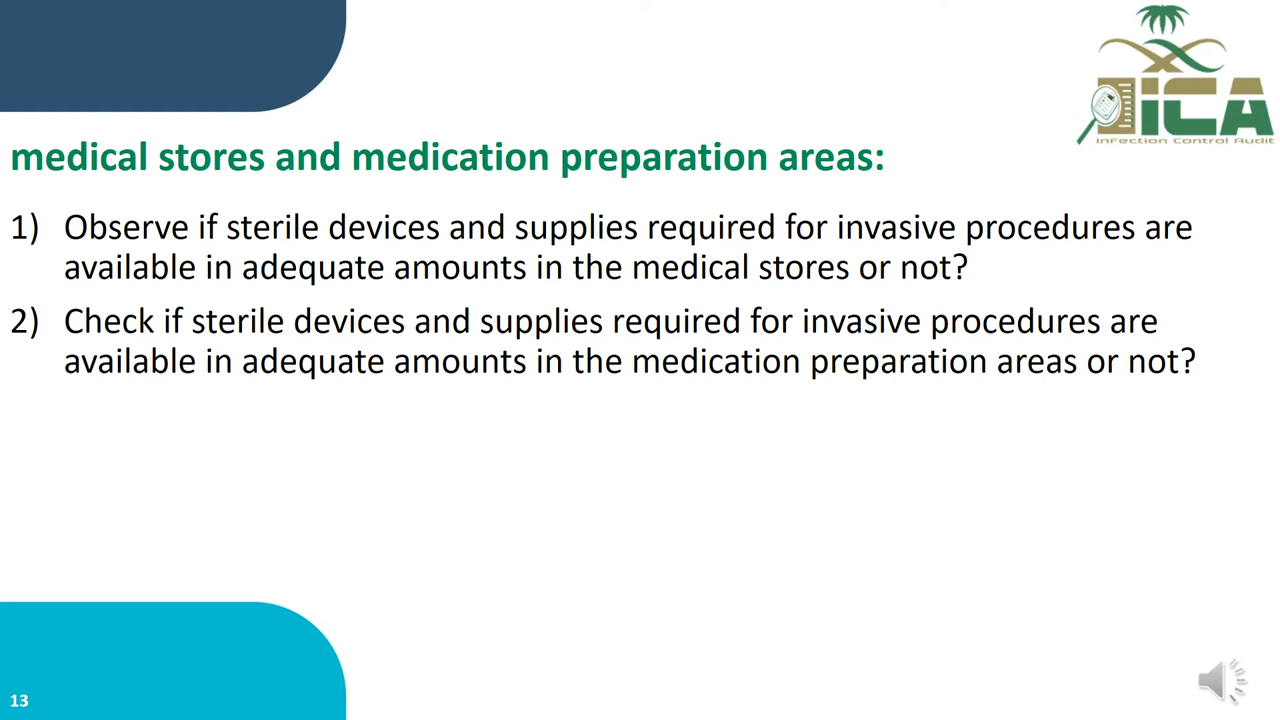 ICA
Infection Control Audit
medical stores and medication preparation areas:
1) Observe if sterile devices and supplies required for invasive procedures are
available in adequate amounts in the medical stores or not?
2) Check if sterile devices and supplies required for invasive procedures are
available in adequate amounts in the medication preparation areas or not?
13